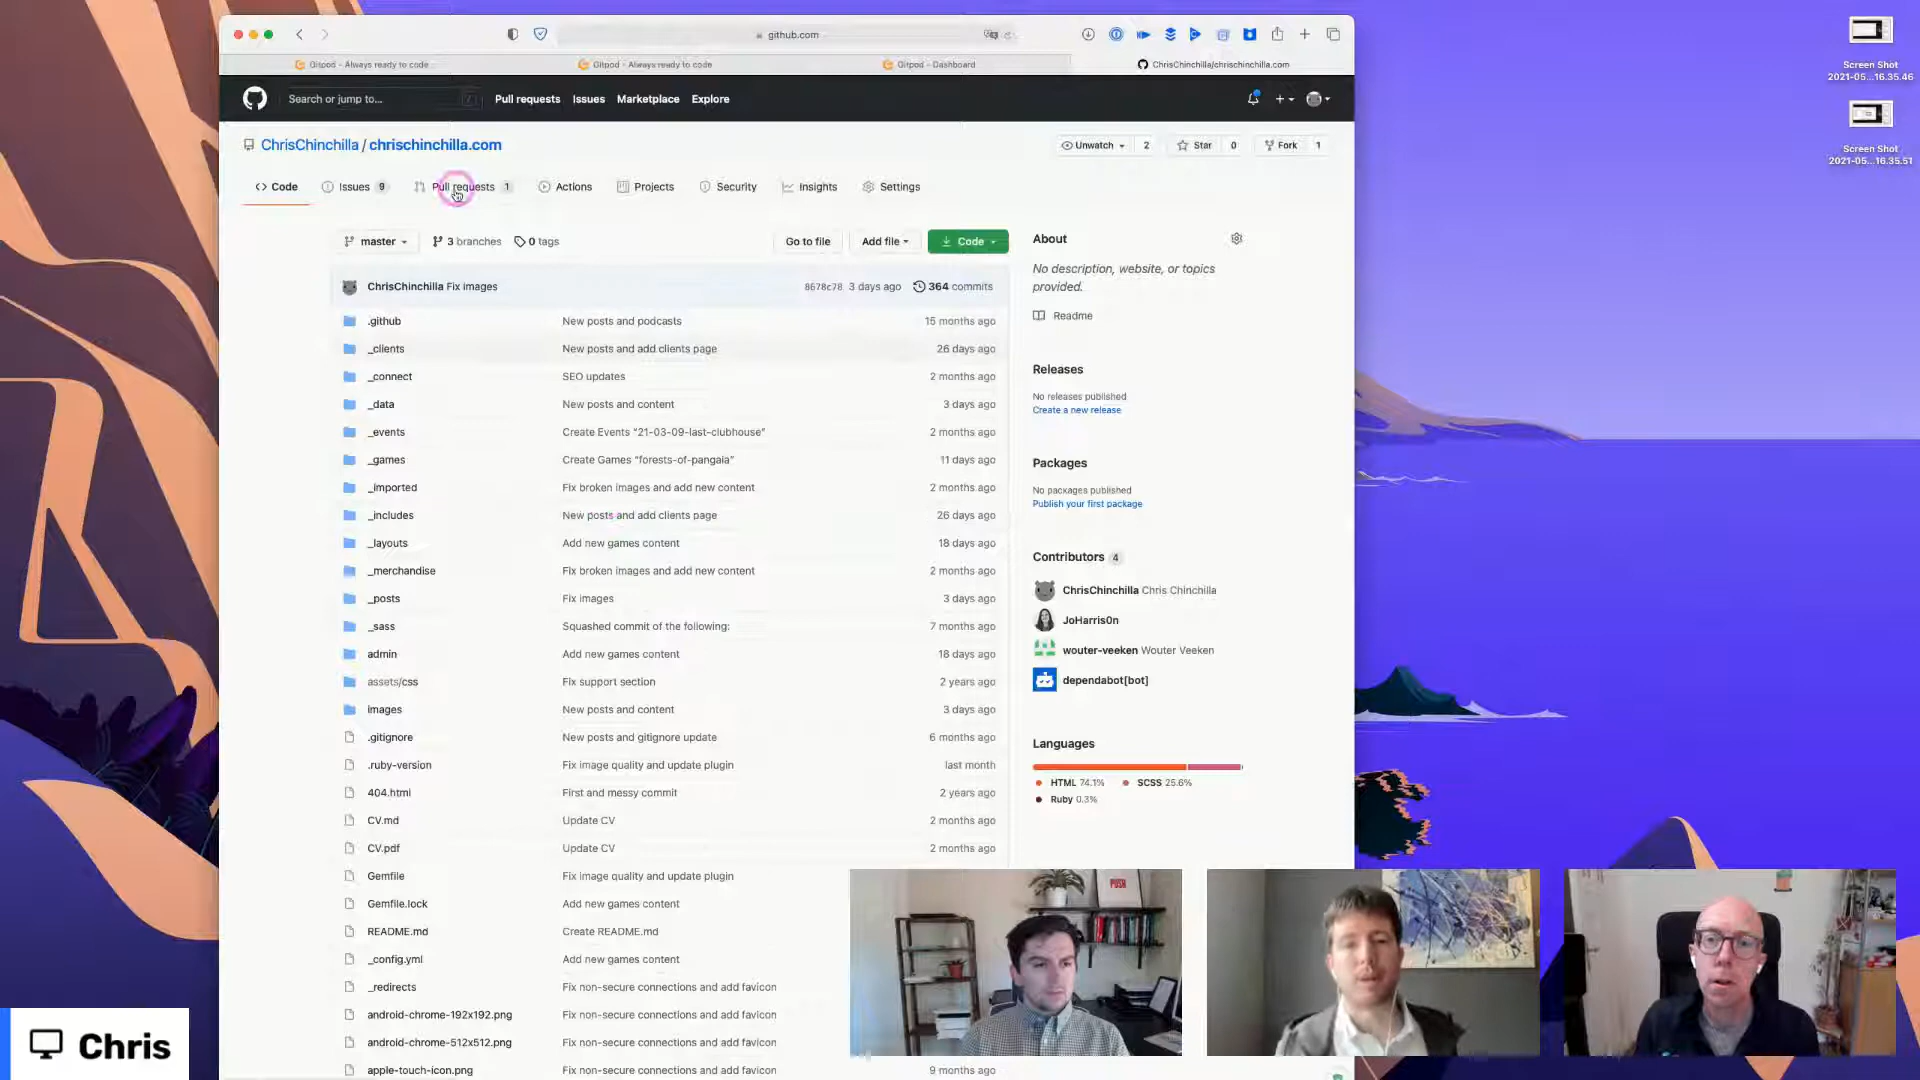 github.com
Gitpod - Always ready to code
Gitpod - Always ready to code
Gitpod - Dashboard
ChrisChinchilla/chrischinchilla.com
Search or jump to...
/
Pull requests
Issues
Marketplace
Explore
ChrisChinchilla / chrischinchilla.com
Unwatch
2
Star
0
Fork
1
<> Code
Issues 9
Pull requests 1
Actions
Projects
Security
Insights
Settings
master
3 branches
0 tags
Go to file
Add file
Code
ChrisChinchilla Fix images
8678c78 3 days ago
364 commits
.github New posts and podcasts 15 months ago
_clients New posts and add clients page 26 days ago
_connect SEO updates 2 months ago
_data New posts and content 3 days ago
_events Create Events "21-03-09-last-clubhouse" 2 months ago
_games Create Games "forests-of-pangaia" 11 days ago
_imported Fix broken images and add new content 2 months ago
_includes New posts and add clients page 26 days ago
_layouts Add new games content 18 days ago
_merchandise Fix broken images and add new content 2 months ago
_posts Fix images 3 days ago
_sass Squashed commit of the following: 7 months ago
admin Add new games content 18 days ago
assets/css Fix support section 2 years ago
images New posts and content 3 days ago
.gitignore New posts and gitignore update 6 months ago
.ruby-version Fix image quality and update plugin last month
404.html First and messy commit 2 years ago
CV.md Update CV 2 months ago
CV.pdf Update CV 2 months ago
Gemfile Fix image quality and update plugin
Gemfile.lock Add new games content
README.md Create README.md
_config.yml Add new games content
_redirects Fix non-secure connections and add favicon
android-chrome-192x192.png Fix non-secure connections and add favicon
android-chrome-512x512.png Fix non-secure connections and add favicon
apple-touch-icon.png Fix non-secure connections and add favicon 9 months ago
About
No description, website, or topics
provided.
Readme
Releases
No releases published
Create a new release
Packages
No packages published
Publish your first package
Contributors 4
ChrisChinchilla Chris Chinchilla
JoHarris0n
wouter-veeken Wouter Veeken
dependabot[bot]
Languages
HTML 74.1% SCSS 25.6%
Ruby 0.3%
Screen Shot
2021-05...16.35.46
Screen Shot
2021-05...16.35.51
PUSH
Chris